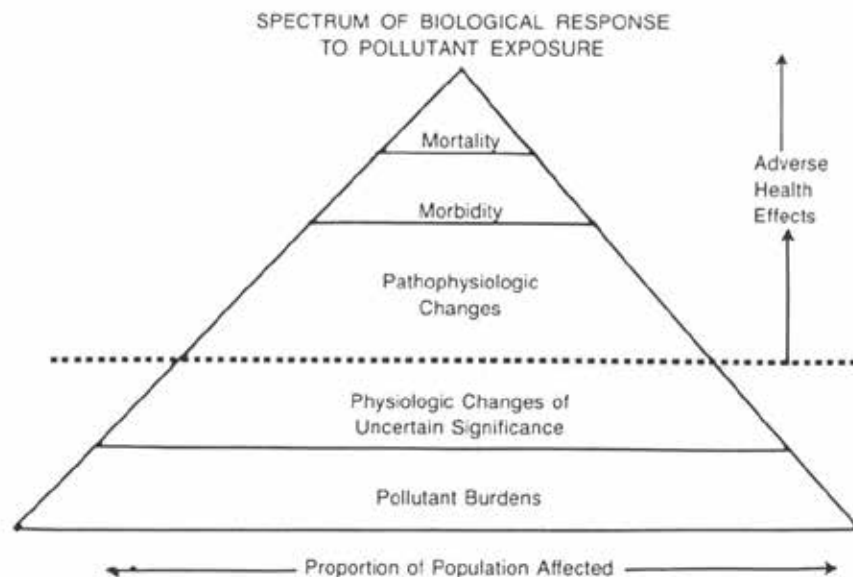 SPECTRUM OF BIOLOGICAL RESPONSE
TO POLLUTANT EXPOSURE
Mortality
Adverse
Health
Effects
Morbidity
Pathophysiologic
Changes
Physiologic Changes of
Uncertain Significance
Pollutant Burdens
Proportion of Population Affected